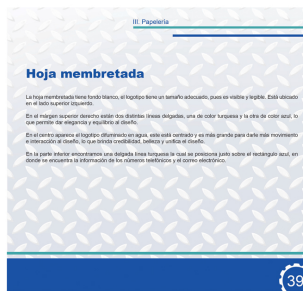 III. Papelería
Hoja membretada
La hoja membretada tiene fondo blanco, el logotipo tiene un tamaño adecuado, pues es visible y legible. Está ubicado
en el lado superior izquierdo.
En el margen superior derecho están dos distintas líneas delgadas, una de color turquesa y la otra de color azul, lo
que permite dar elegancia y equilibrio al diseño.
En el centro aparece el logotipo difuminado en agua, este está centrado y es más grande para darle más movimiento
e interacción al diseño, lo que brinda credibilidad, belleza y unifica el diseño.
En la parte inferior encontramos una delgada línea turquesa la cual se posiciona justo sobre el rectángulo azul, en
donde se encuentra la información de los números telefónicos y el correo electrónico.
39